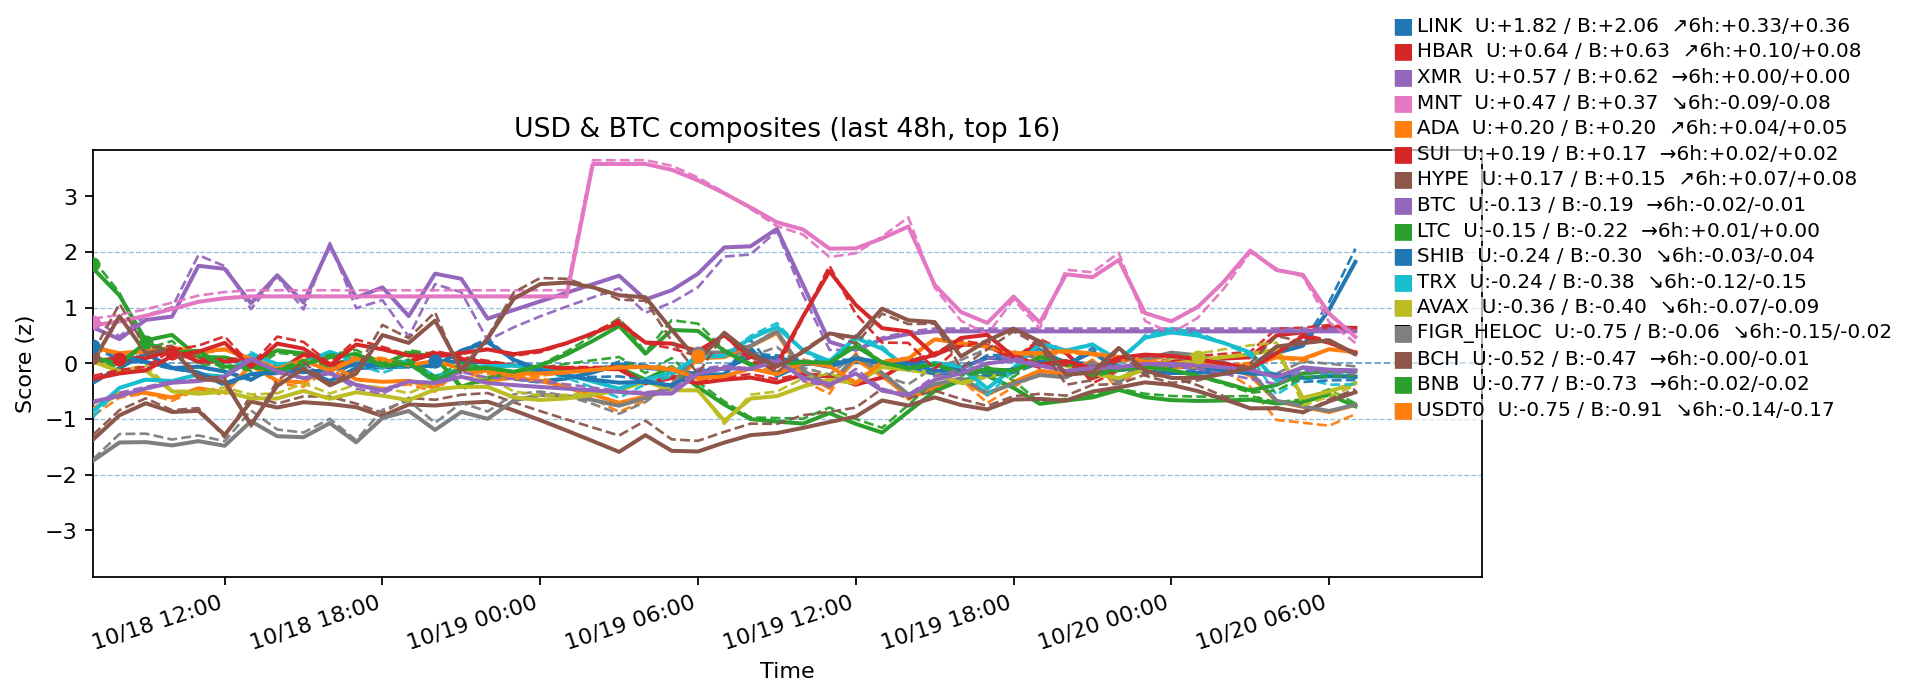 LINK  U:+1.82 / B:+2.06  ↗6h:+0.33/+0.36
HBAR  U:+0.64 / B:+0.63  ↗6h:+0.10/+0.08
XMR  U:+0.57 / B:+0.62  →6h:+0.00/+0.00
MNT  U:+0.47 / B:+0.37  ↘6h:-0.09/-0.08
ADA  U:+0.20 / B:+0.20  ↗6h:+0.04/+0.05
SUI  U:+0.19 / B:+0.17  →6h:+0.02/+0.02
HYPE  U:+0.17 / B:+0.15  ↗6h:+0.07/+0.08
BTC  U:-0.13 / B:-0.19  →6h:-0.02/-0.01
LTC  U:-0.15 / B:-0.22  →6h:+0.01/+0.00
SHIB  U:-0.24 / B:-0.30  ↘6h:-0.03/-0.04
TRX  U:-0.24 / B:-0.38  ↘6h:-0.12/-0.15
AVAX  U:-0.36 / B:-0.40  ↘6h:-0.07/-0.09
FIGR_HELOC  U:-0.75 / B:-0.06  ↘6h:-0.15/-0.02
BCH  U:-0.52 / B:-0.47  →6h:-0.00/-0.01
BNB  U:-0.77 / B:-0.73  →6h:-0.02/-0.02
USDT0  U:-0.75 / B:-0.91  ↘6h:-0.14/-0.17
USD & BTC composites (last 48h, top 16)
Score (z)
3
2
1
0
−1
−2
−3
10/18 12:00
10/18 18:00
10/19 00:00
10/19 06:00
10/19 12:00
10/19 18:00
10/20 00:00
10/20 06:00
Time